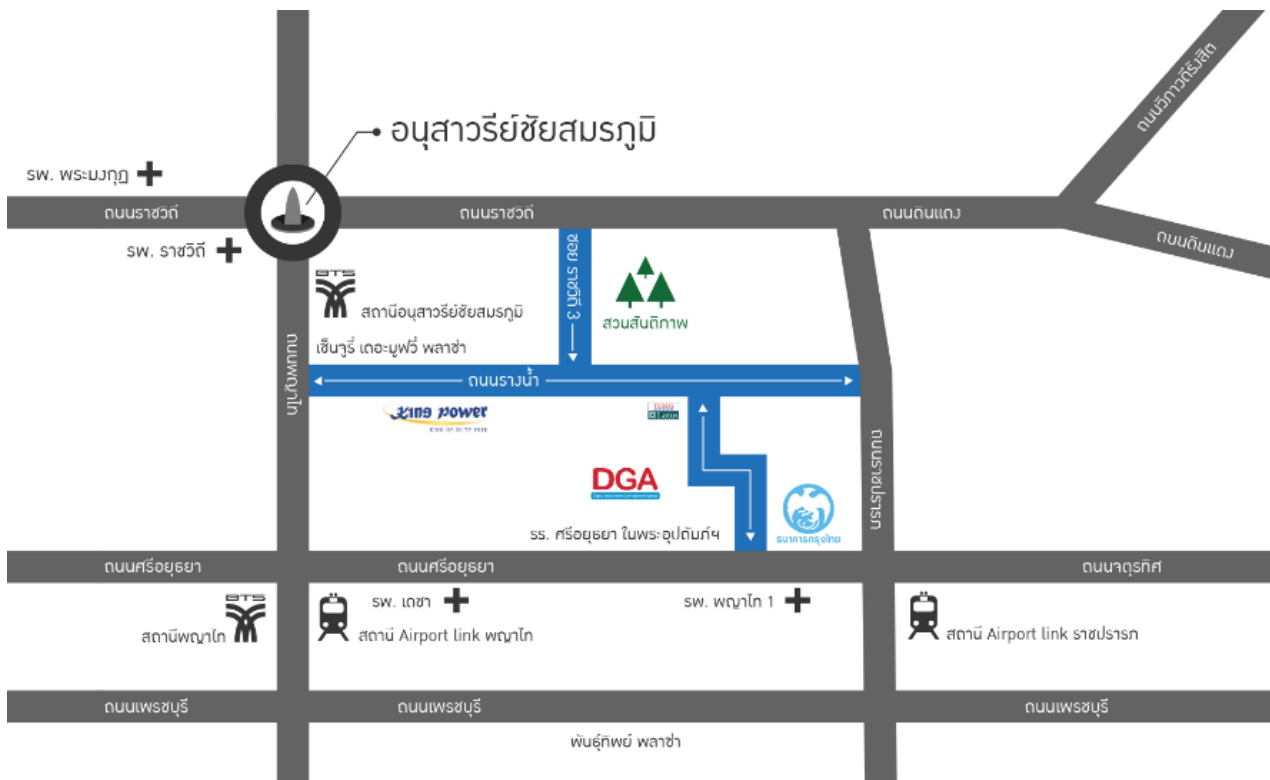 อนุสาวรีย์ชัยสมรภูมิ
ถนนวิภาวดีรังสิต
รพ. พระมงกุฎ
ถนนราชวิถี
ถนนราชวิถี
ถนนดินแดง
ถนนดินแดง
รพ. ราชวิถี
ซอย ราชวิถี 3
BTS
สถานีอนุสาวรีย์ชัยสมรภูมิ
สวนสันติภาพ
เซ็นจูรี่ เดอะมูฟวี่ พลาซ่า
ถนนพญาไท
ถนนรางน้ำ
King Power
DGA
ถนนราชปรารภ
ธนาคารกรุงไทย
รร. ศรีอยุธยา ในพระอุปถัมภ์ฯ
ถนนศรีอยุธยา
ถนนศรีอยุธยา
ถนนจตุรทิศ
BTS
สถานีพญาไท
รพ. เดชา
สถานี Airport link พญาไท
รพ. พญาไท 1
สถานี Airport link ราชปรารภ
ถนนเพชรบุรี
ถนนเพชรบุรี
ถนนเพชรบุรี
พันธุ์ทิพย์ พลาซ่า